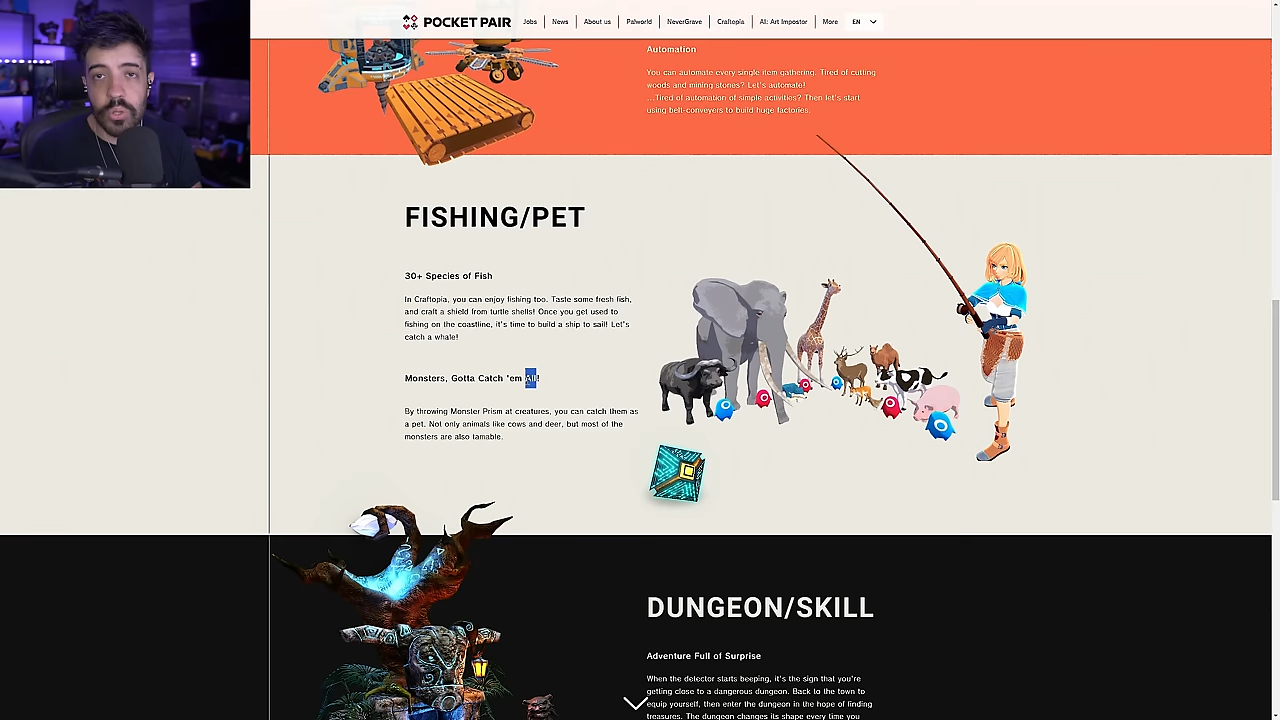 POCKET PAIR
Jobs
News
About us
Palworld
NeverGrave
Craftopia
AI: Art Impostor
More
EN
Automation
You can automate every single item gathering. Tired of cutting
woods and mining stones? Let's automate!
...Tired of automation of simple activities? Then let's start
using belt-conveyers to build huge factories.
FISHING/PET
30+ Species of Fish
In Craftopia, you can enjoy fishing too. Taste some fresh fish,
and craft a shield from turtle shells! Once you get used to
fishing on the coastline, it's time to build a ship to sail! Let's
catch a whale!
Monsters, Gotta Catch 'em All!
By throwing Monster Prism at creatures, you can catch them as
a pet. Not only animals like cows and deer, but most of the
monsters are also tamable.
DUNGEON/SKILL
Adventure Full of Surprise
When the detector starts beeping, it's the sign that you're
getting close to a dangerous dungeon. Back to the town to
equip yourself, then enter the dungeon in the hope of finding
treasures. The dungeon changes its shape every time you